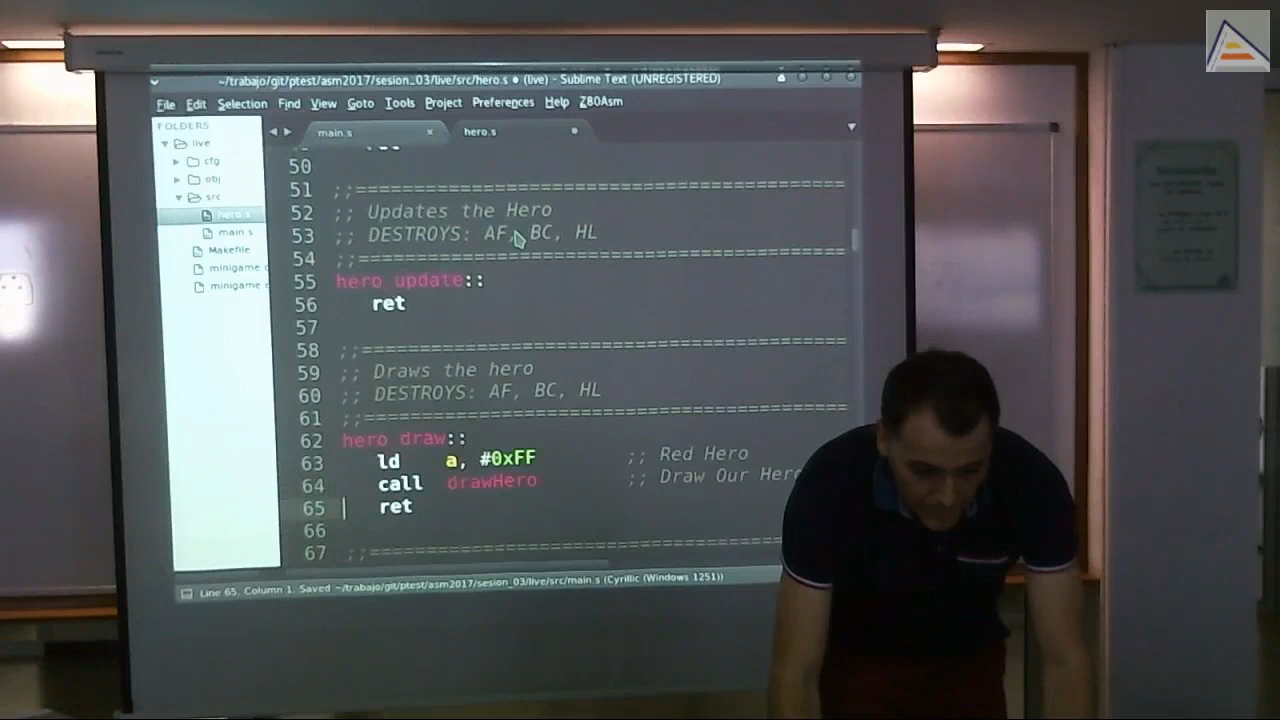 ~/trabajo/git/ptest/asm2017/sesion_03/live/src/hero.s • (live) - Sublime Text (UNREGISTERED)
File Edit Selection Find View Goto Tools Project Preferences Help Z80Asm
FOLDERS
live
cfg
obj
src
hero.s
main.s
Makefile
minigame
minigame
main.s × hero.s
50
51 ;;====================================================
52 ;; Updates the Hero
53 ;; DESTROYS: AF, BC, HL
54 ;;====================================================
55 hero_update::
56 ret
57
58 ;;====================================================
59 ;; Draws the hero
60 ;; DESTROYS: AF, BC, HL
61 ;;====================================================
62 hero_draw::
63 ld a, #0xFF ;; Red Hero
64 call drawHero ;; Draw Our Hero
65 ret
66
67 ;;====================================================
Line 65, Column 1 Saved ~/trabajo/git/ptest/asm2017/sesion_03/live/src/main.s (Cyrillic (Windows 1251))